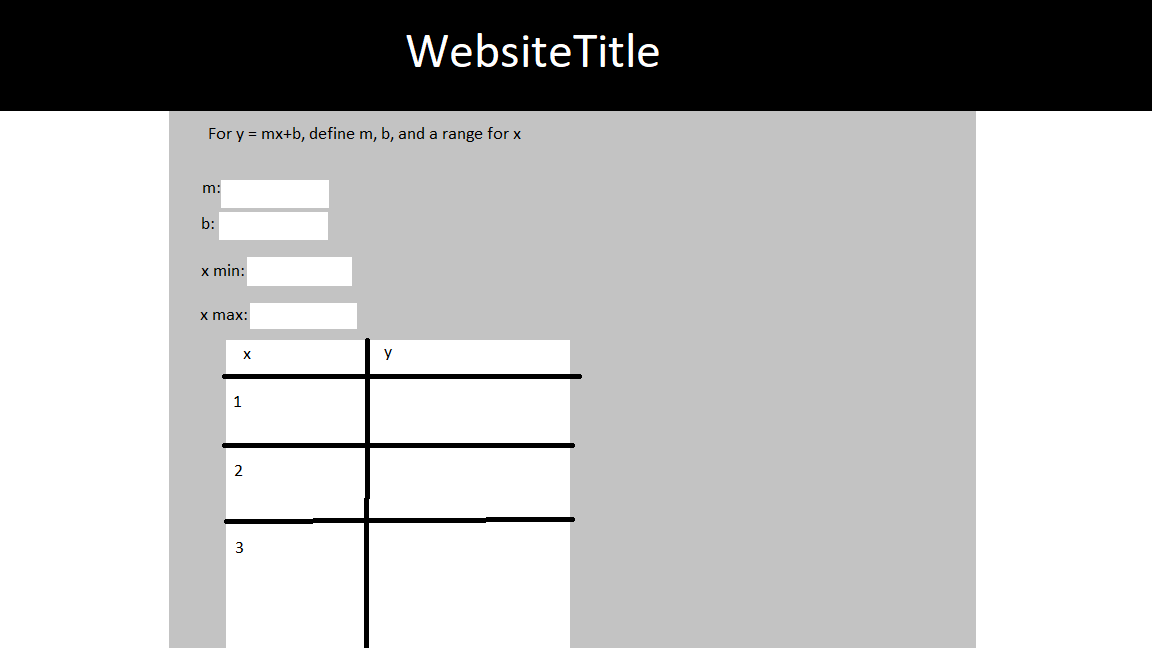 WebsiteTitle
For y = mx+b, define m, b, and a range for x
m:
b:
x min:
x max:
x y
1
2
3